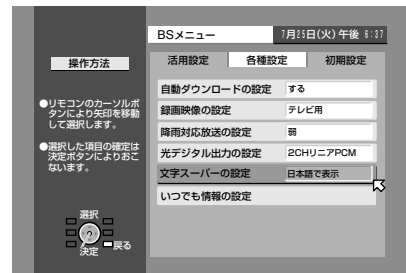 BSメニュー 7月25日(火) 午後 6:37
操作方法
活用設定 各種設定 初期設定
●リモコンのカーソルボ
タンにより矢印を移動
して選択します。
●選択した項目の確定は
決定ボタンによりおこ
ないます。
自動ダウンロードの設定 する
録画映像の設定 テレビ用
降雨対応放送の設定 弱
光デジタル出力の設定 2CHリニアPCM
文字スーパーの設定 日本語で表示
いつでも情報の設定
選択
戻る
決定